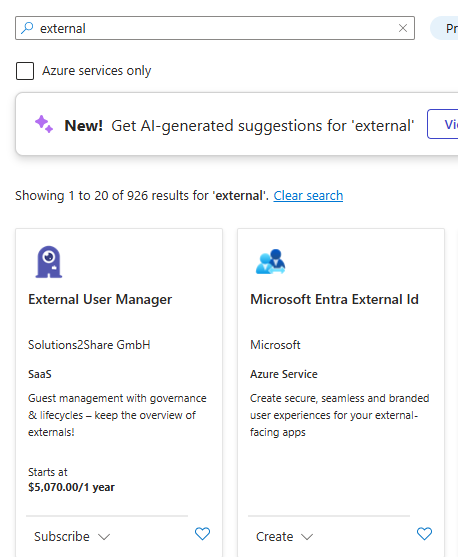 external
Pr
Azure services only
New! Get AI-generated suggestions for 'external'
Vi
Showing 1 to 20 of 926 results for 'external'. Clear search
External User Manager
Solutions2Share GmbH
SaaS
Guest management with governance
& lifecycles – keep the overview of
externals!
Starts at
$5,070.00/1 year
Subscribe
Microsoft Entra External Id
Microsoft
Azure Service
Create secure, seamless and branded
user experiences for your external-
facing apps
Create